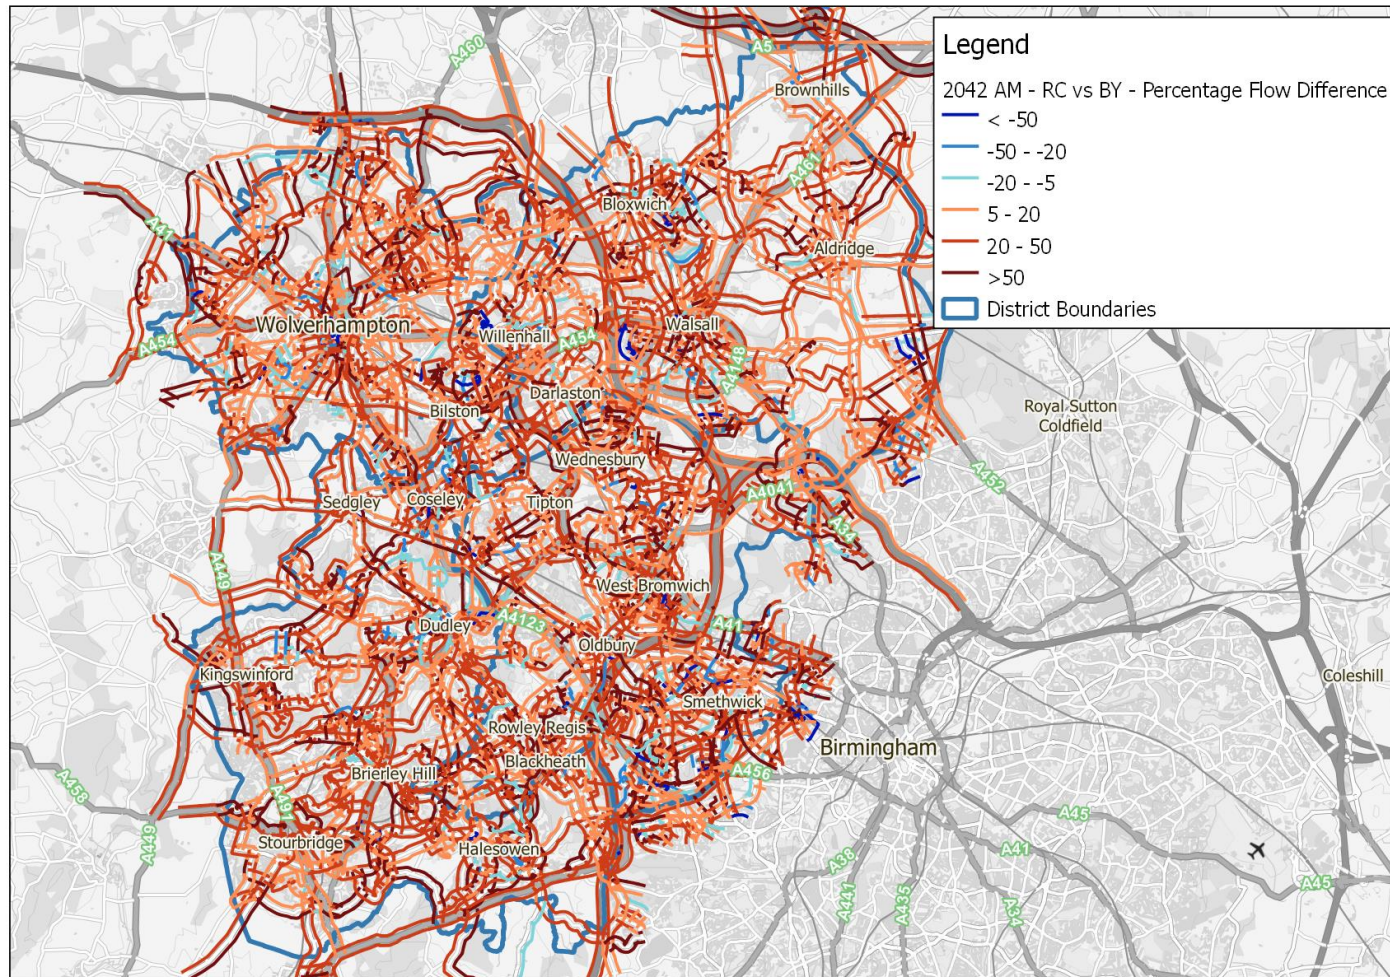 Legend
2042 AM - RC vs BY - Percentage Flow Difference
< -50
-50 - -20
-20 - -5
5 - 20
20 - 50
>50
District Boundaries
A460
A5
Brownhills
A461
Bloxwich
A41
Aldridge
Wolverhampton
Willenhall
A454
Walsall
A454
A4148
Darlaston
Bilston
Royal Sutton
Coldfield
Wednesbury
A452
Sedgley
Coseley
Tipton
A4041
A34
A449
West Bromwich
Dudley
A4123
A41
Oldbury
Kingswinford
Coleshill
Smethwick
Rowley Regis
Birmingham
Blackheath
Brierley Hill
A456
A458
A491
A449
Stourbridge
Halesowen
A45
A38
A41
A441
A435
A34
A45